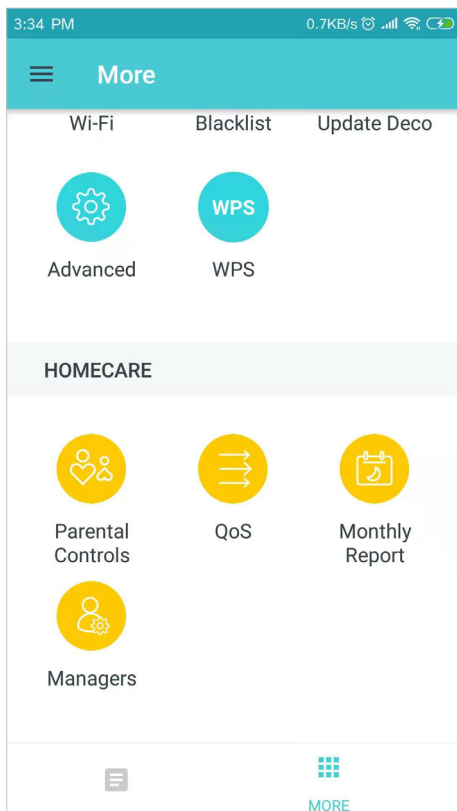 3:34 PM 0.7KB/s
More
Wi-Fi Blacklist Update Deco
WPS
Advanced WPS
HOMECARE
Parental Controls QoS Monthly Report
Managers
MORE